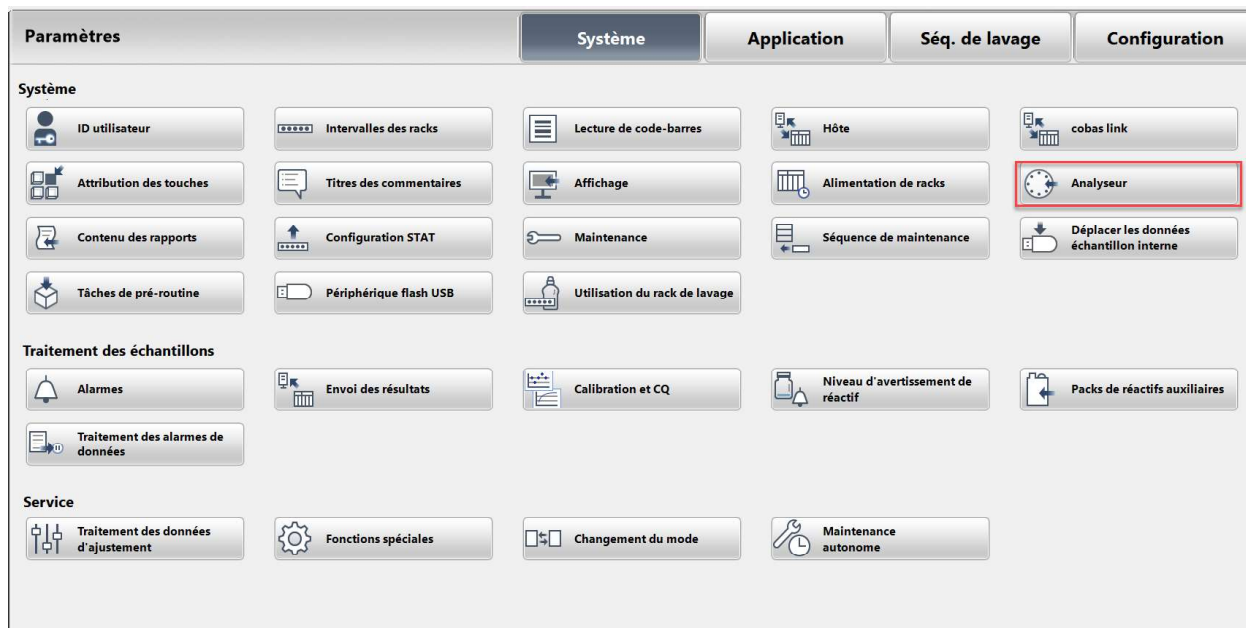 Paramètres
Système
Application
Séq. de lavage
Configuration
Système
ID utilisateur
Intervalles des racks
Lecture de code-barres
Hôte
cobas link
Attribution des touches
Titres des commentaires
Affichage
Alimentation de racks
Analyseur
Contenu des rapports
Configuration STAT
Maintenance
Séquence de maintenance
Déplacer les données
échantillon interne
Tâches de pré-routine
Périphérique flash USB
Utilisation du rack de lavage
Traitement des échantillons
Alarmes
Envoi des résultats
Calibration et CQ
Niveau d'avertissement de
réactif
Packs de réactifs auxiliaires
Traitement des alarmes de
données
Service
Traitement des données
d'ajustement
Fonctions spéciales
Changement du mode
Maintenance
autonome